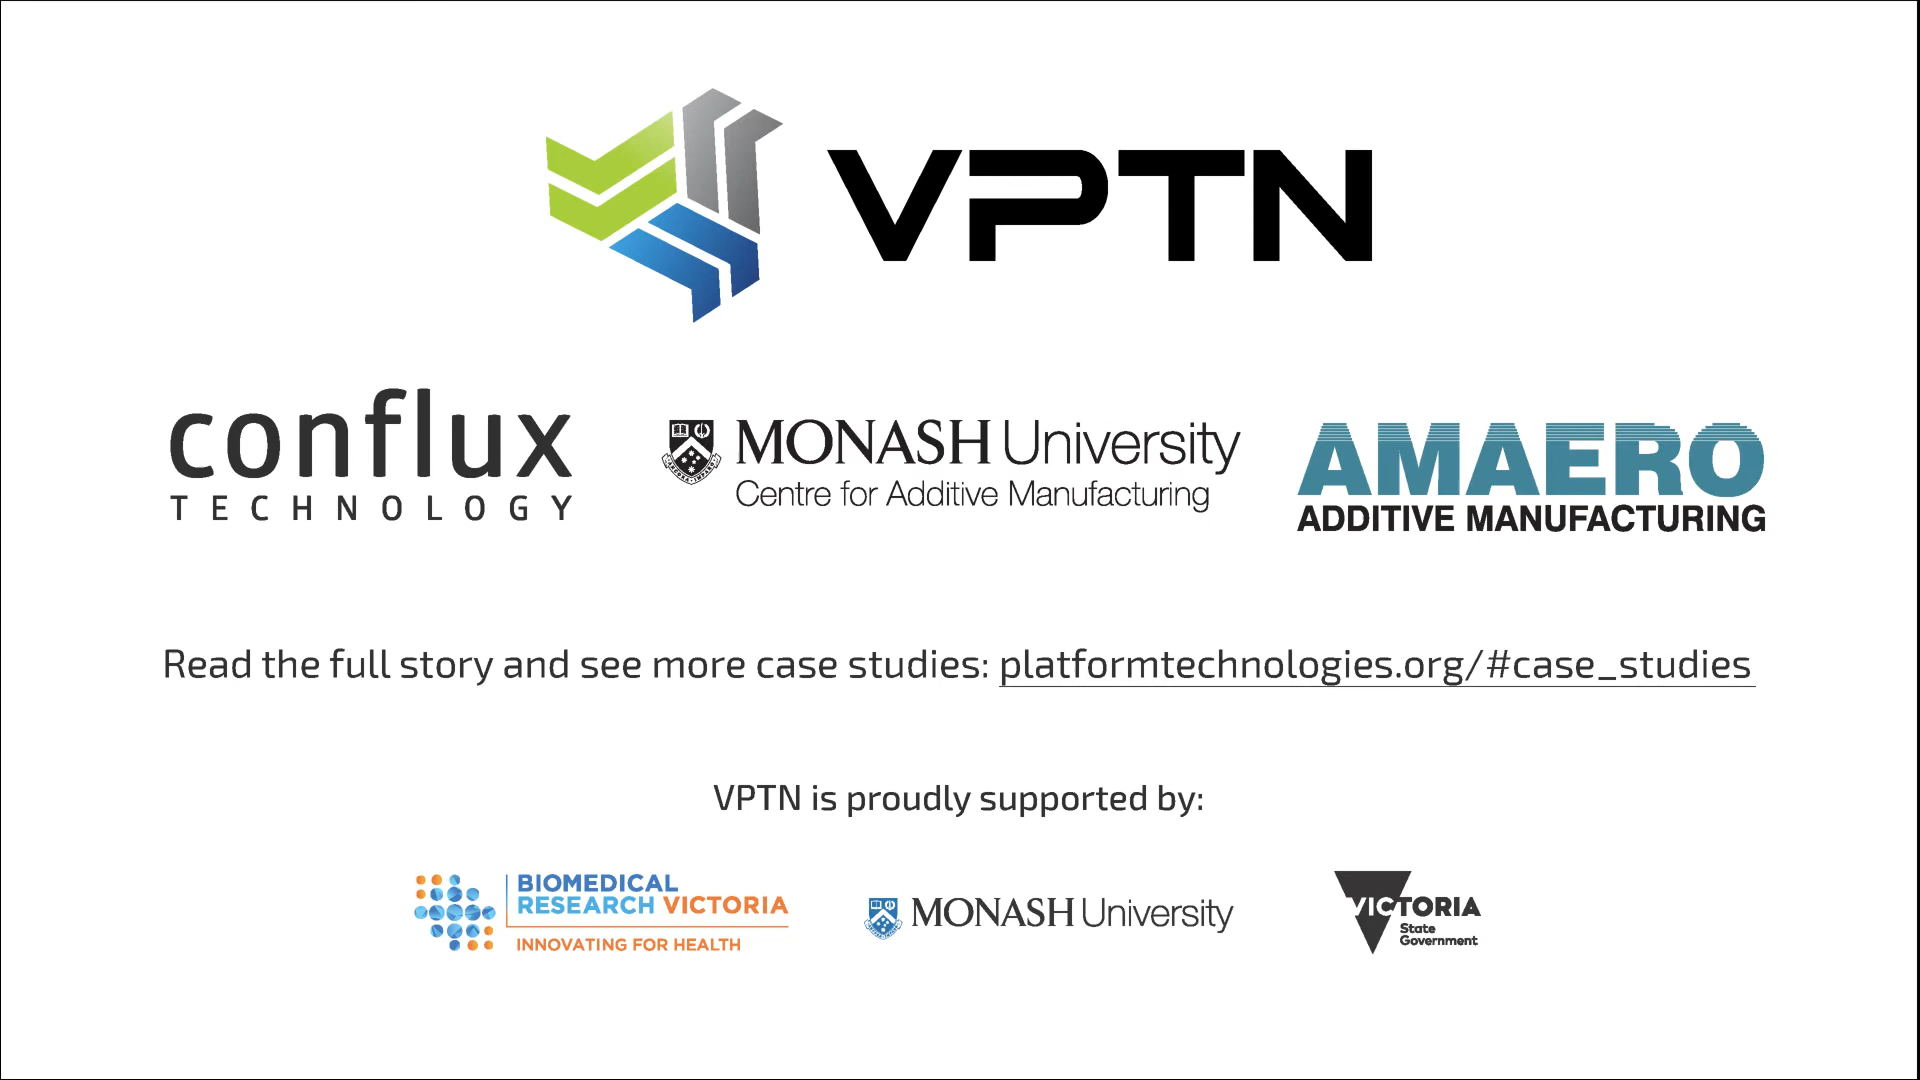 VPTN
conflux
TECHNOLOGY
MONASH University
Centre for Additive Manufacturing
AMAERO
ADDITIVE MANUFACTURING
Read the full story and see more case studies: platformtechnologies.org/#case_studies
VPTN is proudly supported by:
BIOMEDICAL
RESEARCH VICTORIA
INNOVATING FOR HEALTH
MONASH University
VICTORIA
State
Government